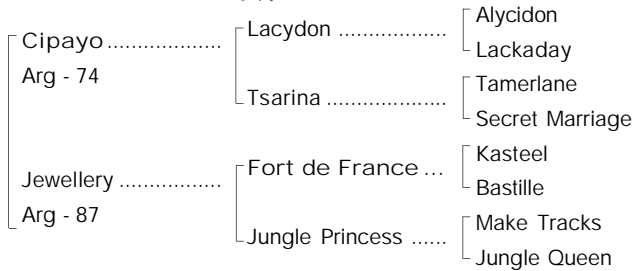 Alycidon
Lacydon ..................
Cipayo ...................
Lackaday
Arg - 74
Tamerlane
Tsarina ....................
Secret Marriage
Kasteel
Fort de France ...
Jewellery .................
Bastille
Arg - 87
Make Tracks
Jungle Princess ......
Jungle Queen